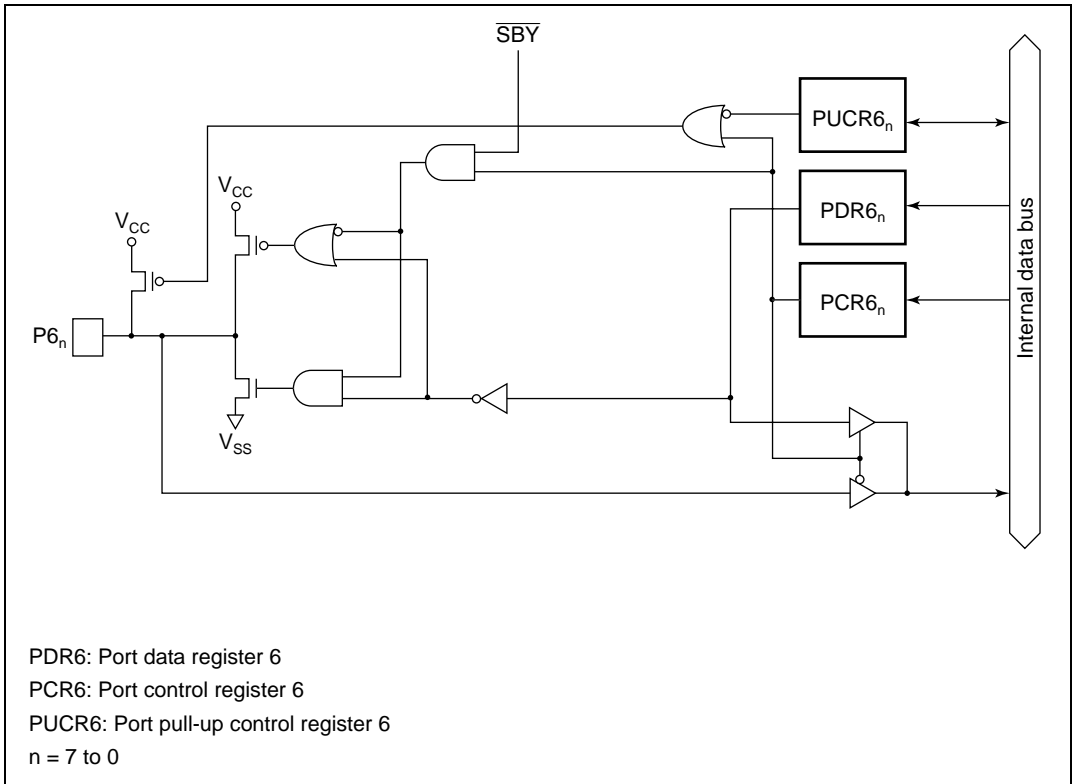 S̅B̅Y̅
PUCR6n
VCC
PDR6n
VCC
PCR6n
P6n
VSS
Internal data bus
PDR6: Port data register 6
PCR6: Port control register 6
PUCR6: Port pull-up control register 6
n = 7 to 0